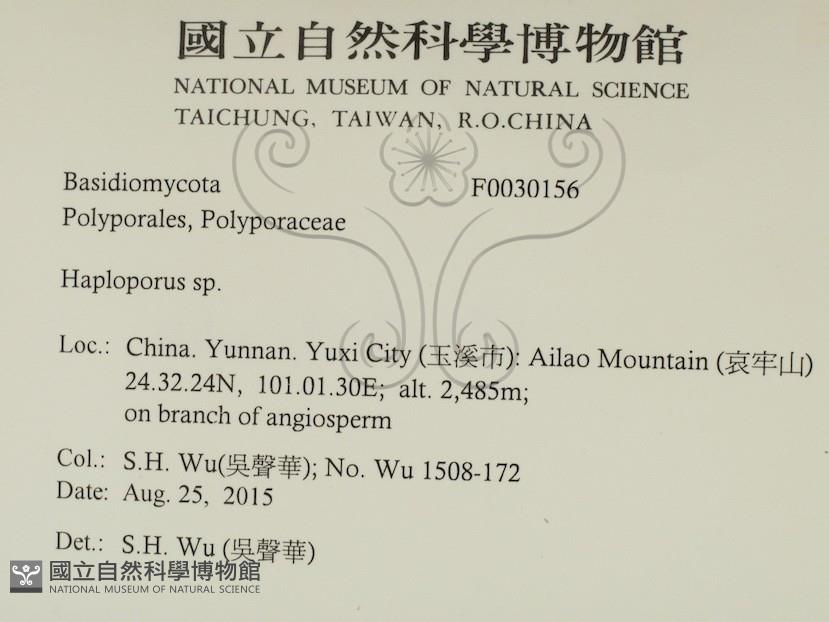 國立自然科學博物館
NATIONAL MUSEUM OF NATURAL SCIENCE
TAICHUNG, TAIWAN, R.O.CHINA
Basidiomycota F0030156
Polyporales, Polyporaceae
Haploporus sp.
Loc.: China. Yunnan. Yuxi City (玉溪市): Ailao Mountain (哀牢山)
24.32.24N, 101.01.30E; alt. 2,485m;
on branch of angiosperm
Col.: S.H. Wu(吳聲華); No. Wu 1508-172
Date: Aug. 25, 2015
Det.: S.H. Wu (吳聲華)
國立自然科學博物館
NATIONAL MUSEUM OF NATURAL SCIENCE